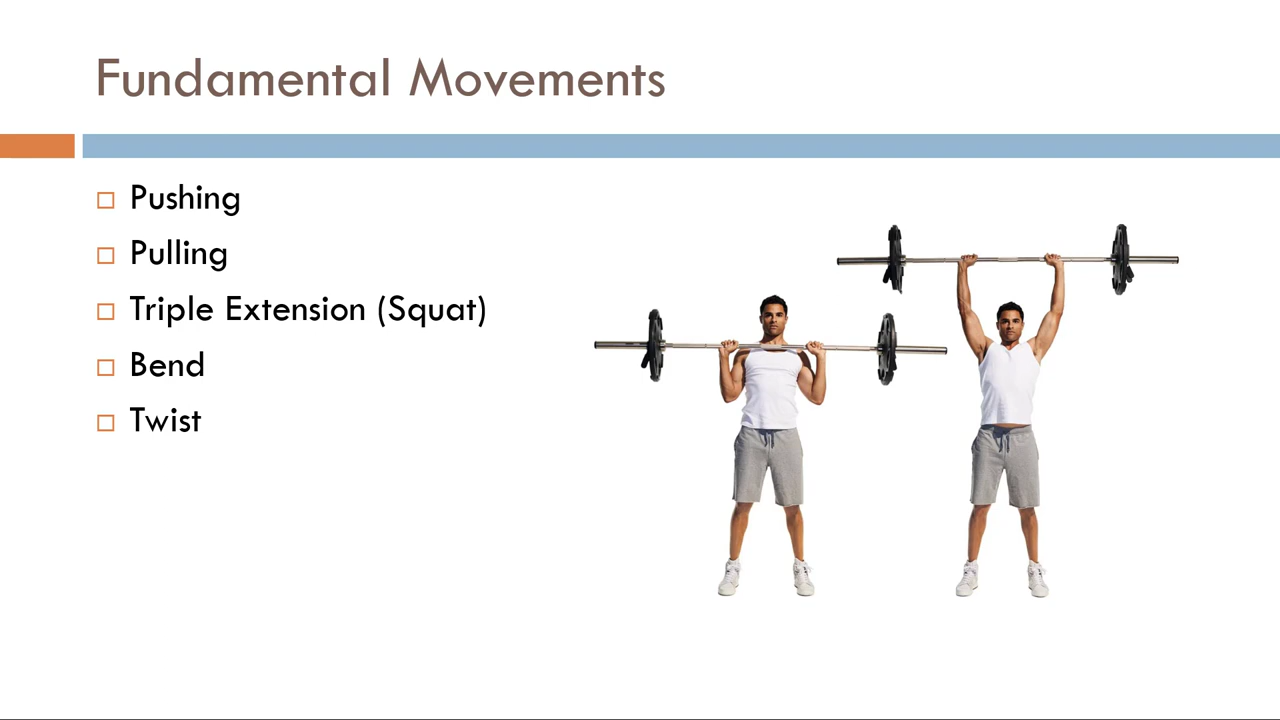 Fundamental Movements
Pushing
Pulling
Triple Extension (Squat)
Bend
Twist